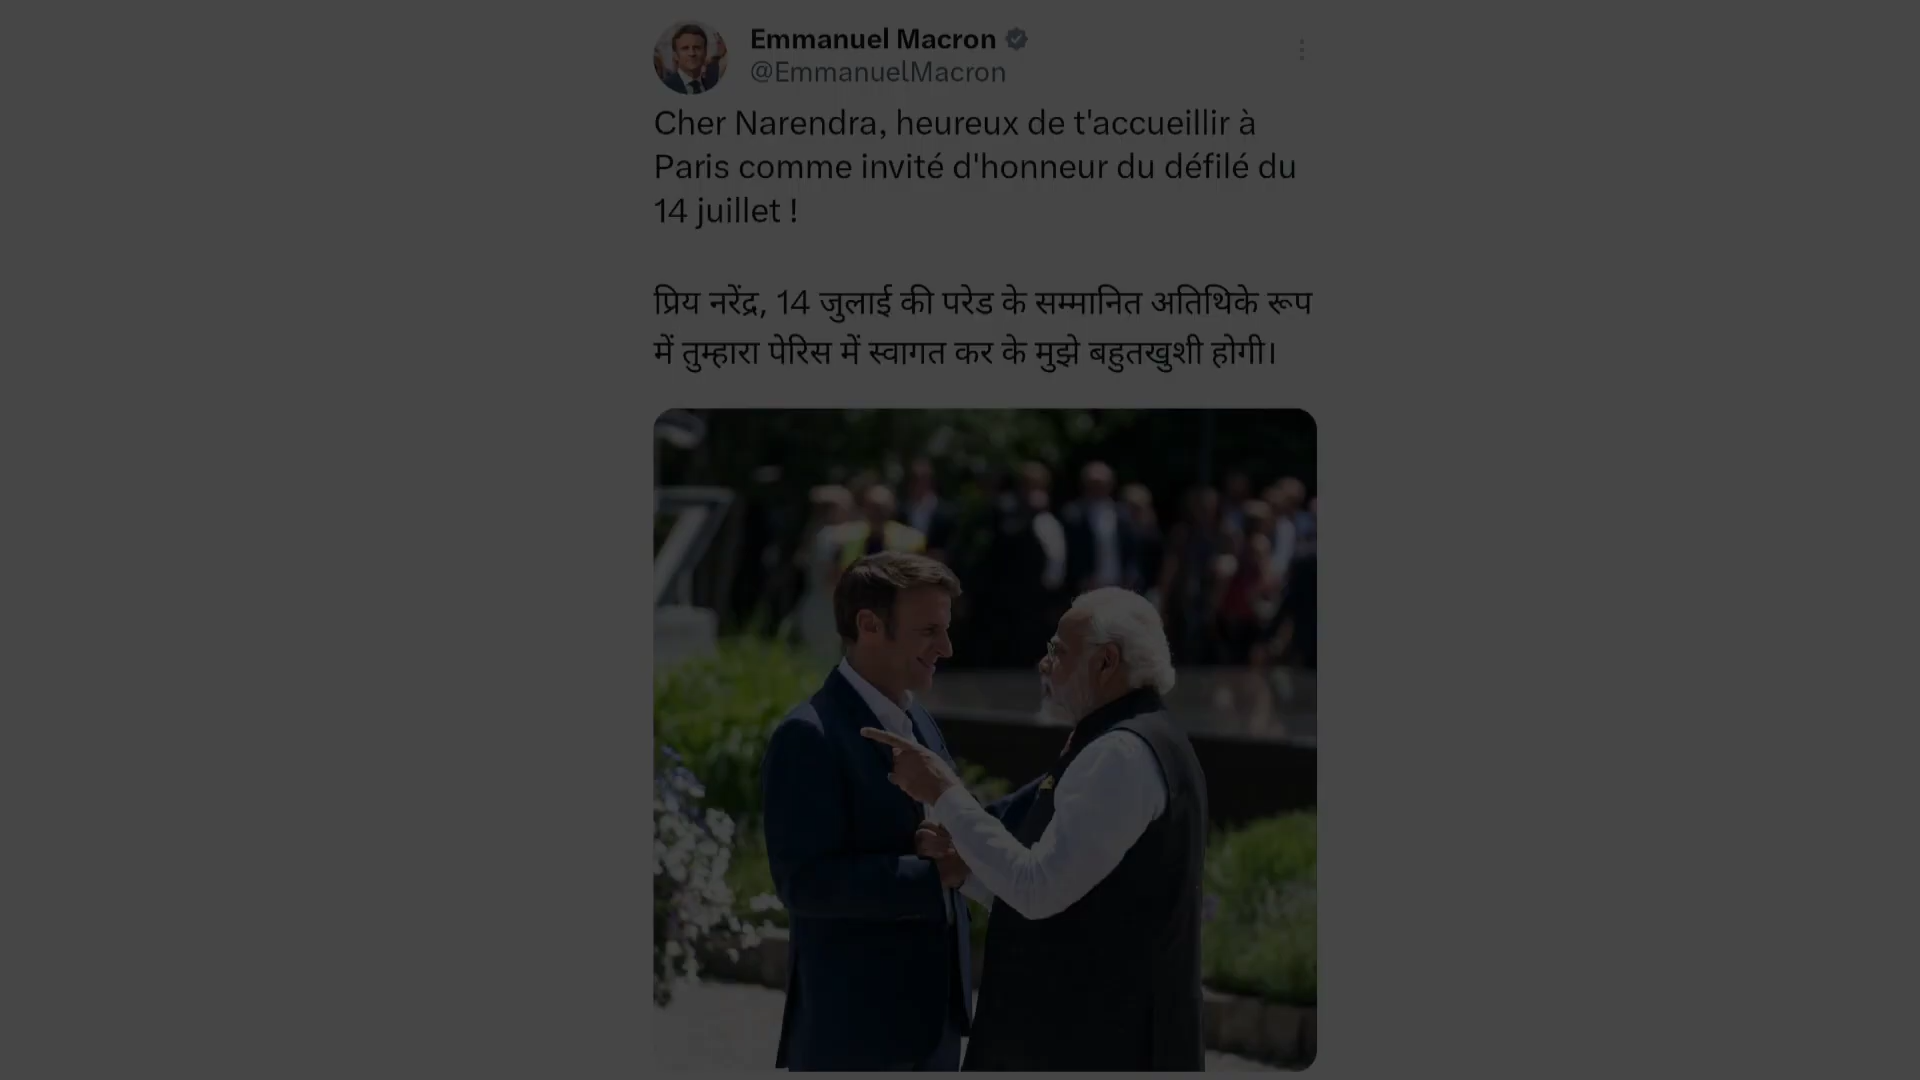 Emmanuel Macron
@EmmanuelMacron
Cher Narendra, heureux de t'accueillir à
Paris comme invité d'honneur du défilé du
14 juillet !
प्रिय नरेंद्र, 14 जुलाई की परेड के सम्मानित अतिथिके रूप
में तुम्हारा पेरिस में स्वागत कर के मुझे बहुतखुशी होगी।